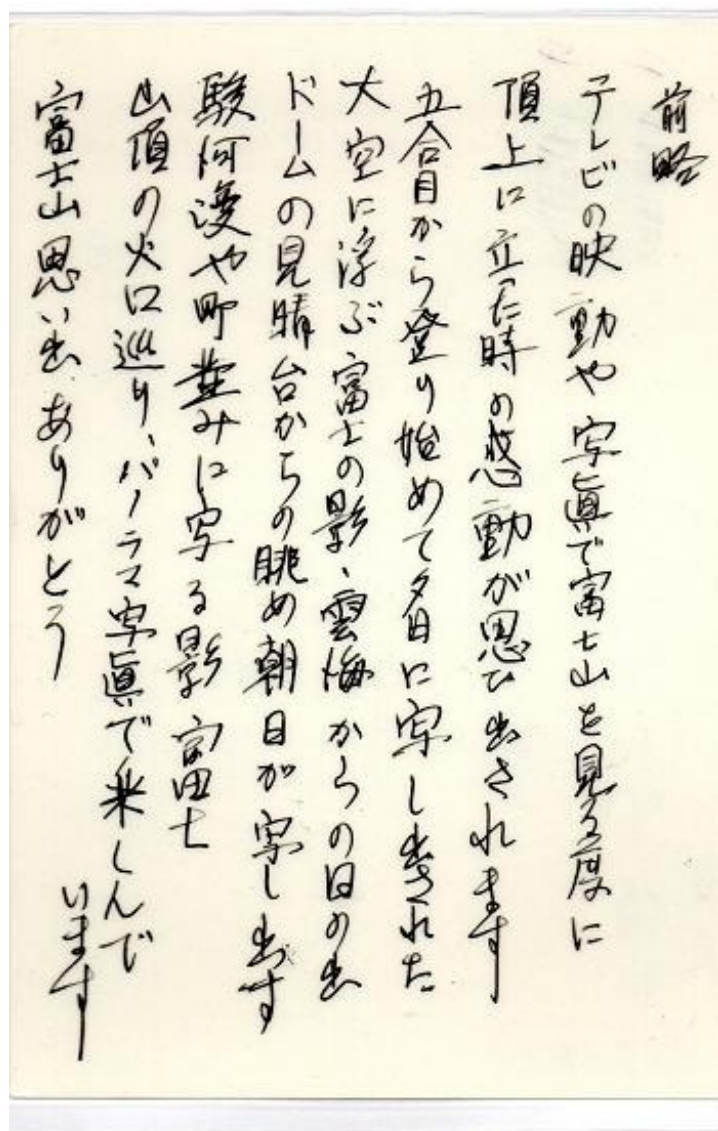 前略
テレビの映動や写眞で富士山を見る度に
頂上に立った時の感動が思ひ出されます
五合目から登り始めて夕日に写し出された
大空に浮ぶ富士の影、雲海からの日の出
ドームの見晴台からの眺め朝日が写し出す
駿河湾や町並みに写る影富士
山頂の火口巡り、パノラマ写眞で楽しんで
います
富士山思い出、ありがとう